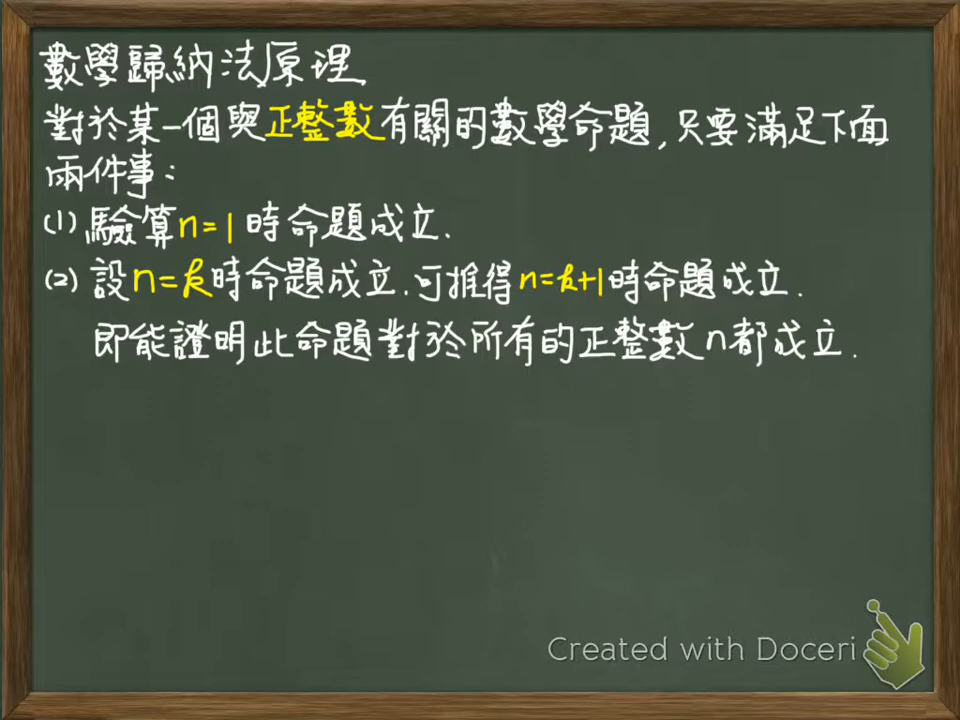 數學歸納法原理
對於某一個與正整數有關的數學命題,只要滿足下面
兩件事:
(1) 驗算n=1時命題成立.
(2) 設n=k時命題成立.可推得n=k+1時命題成立.
即能證明此命題對於所有的正整數n都成立.
Created with Doceri